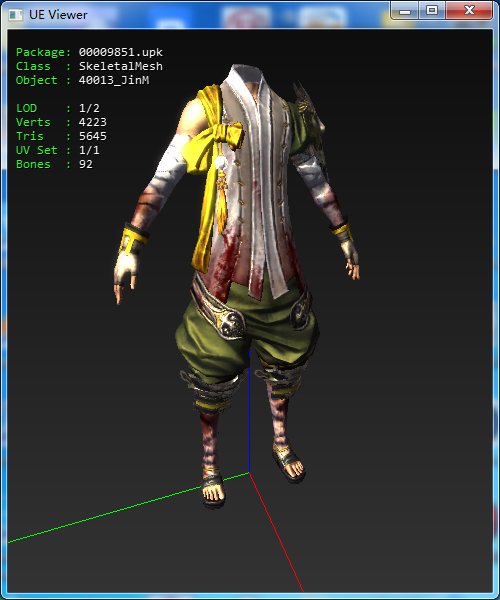 UE Viewer
Package: 00009851.upk
Class  : SkeletalMesh
Object : 40013_JinM
LOD    : 1/2
Verts  : 4223
Tris   : 5645
UV Set : 1/1
Bones  : 92